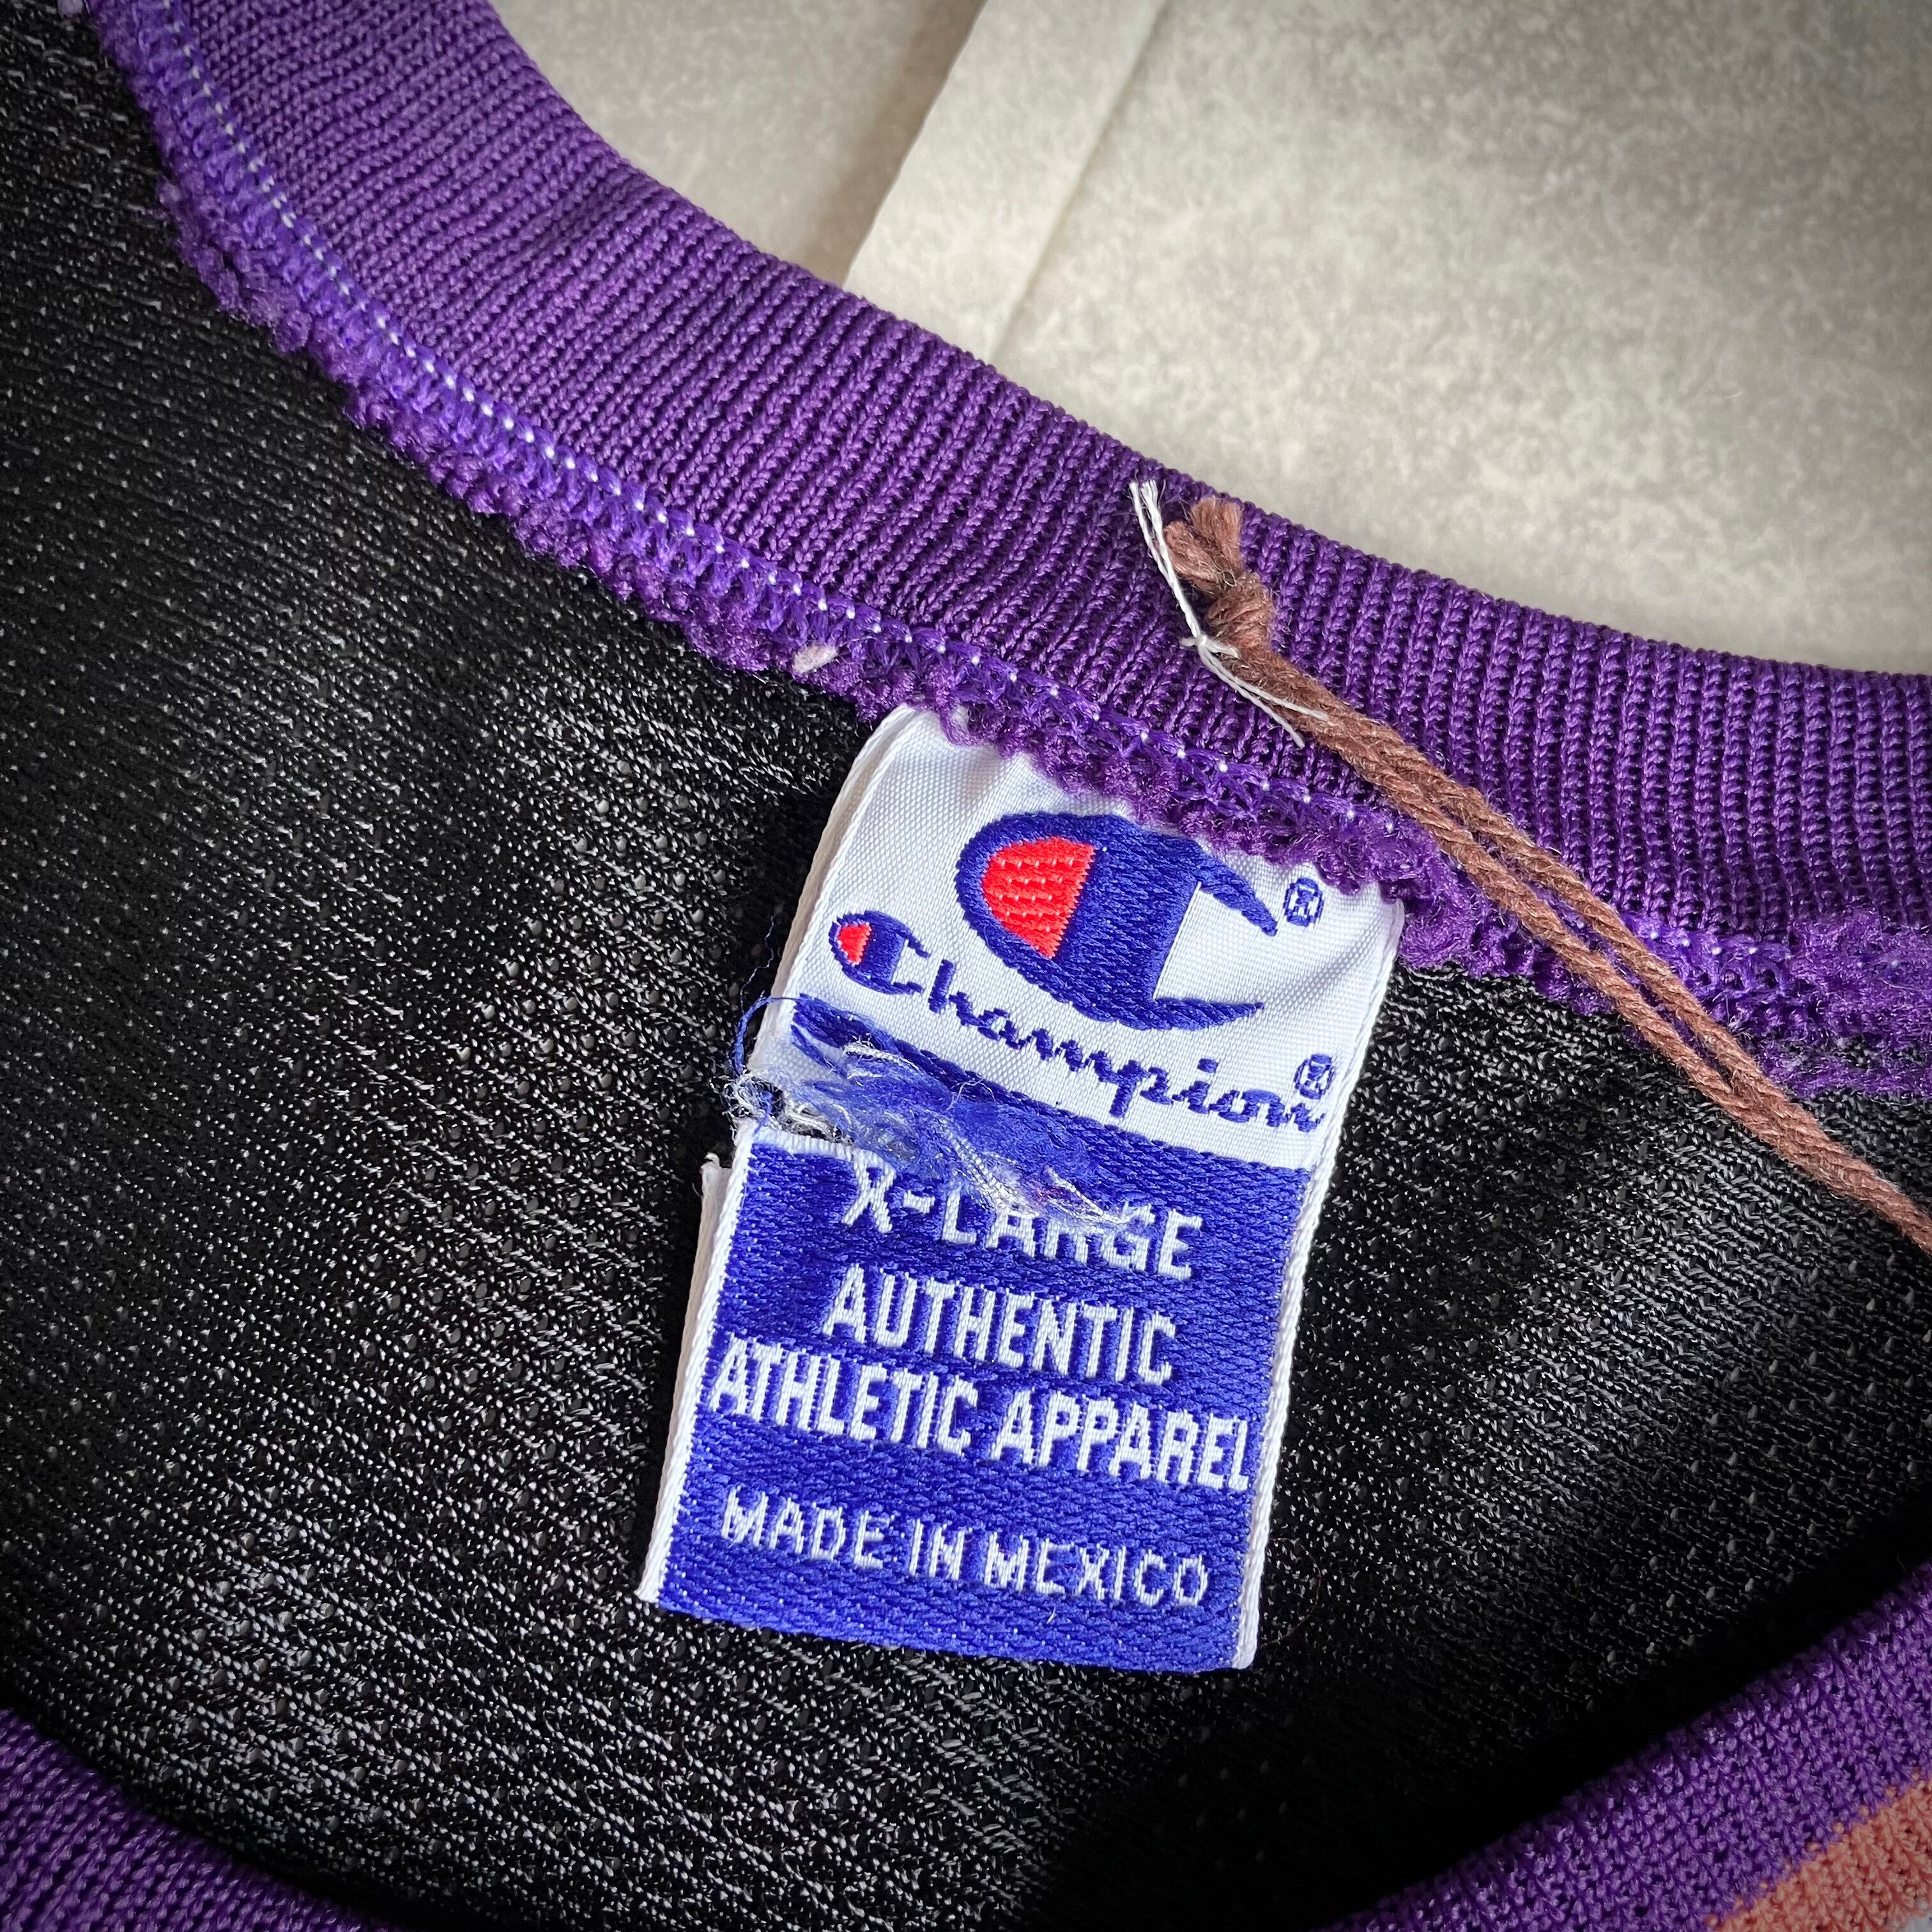 ®
Champion®
X-LARGE
AUTHENTIC
ATHLETIC APPAREL
MADE IN MEXICO